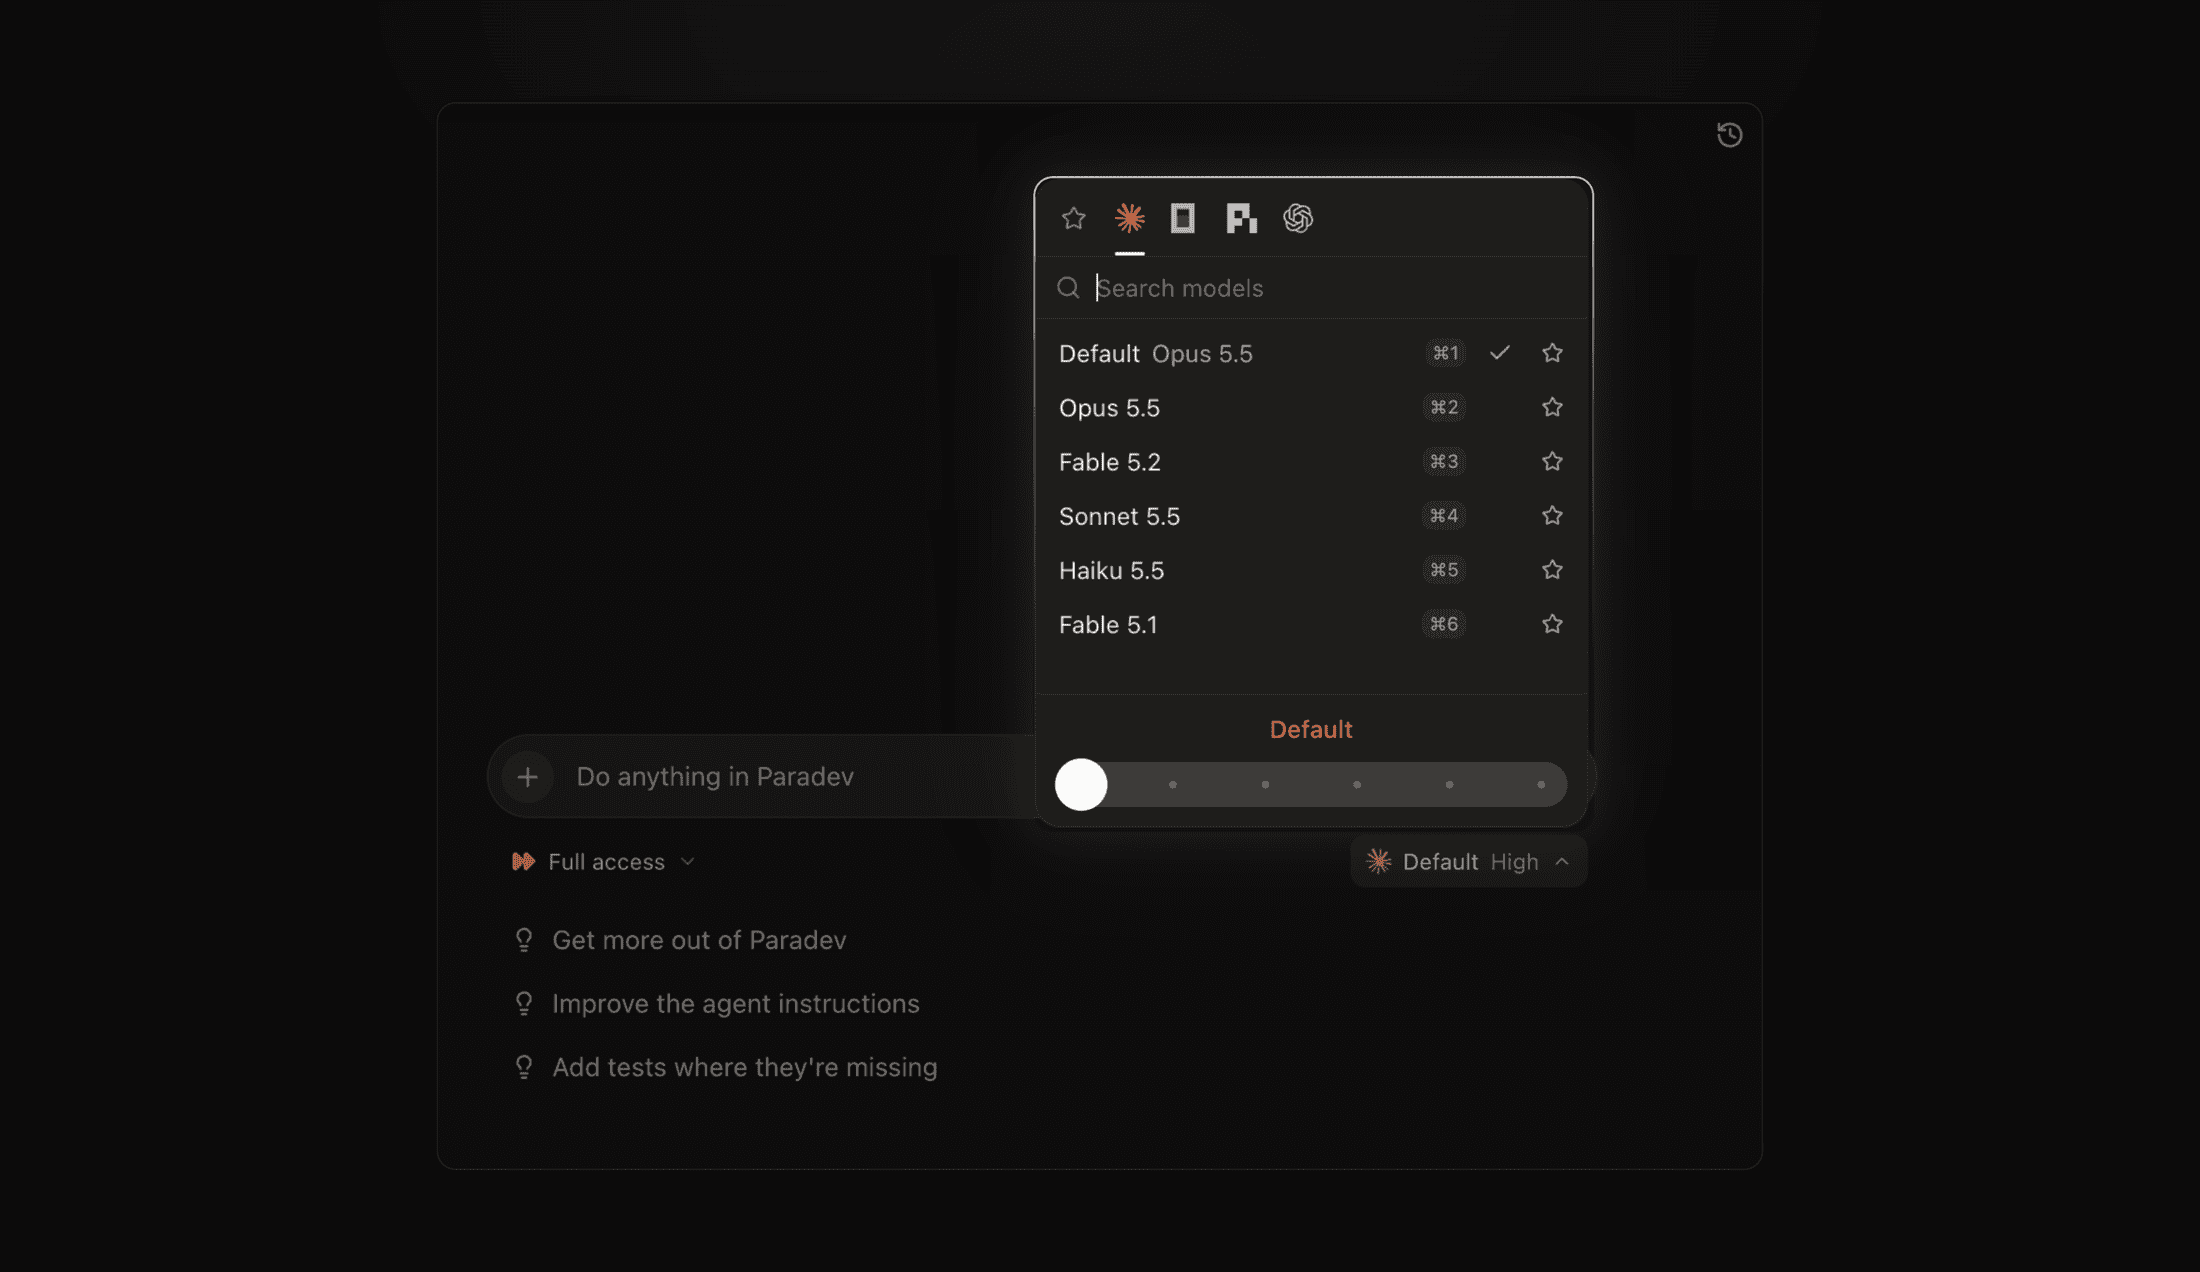 Search models
Default Opus 5.5 ⌘1
Opus 5.5 ⌘2
Fable 5.2 ⌘3
Sonnet 5.5 ⌘4
Haiku 5.5 ⌘5
Fable 5.1 ⌘6
Default
Do anything in Paradev
Full access
Default High
Get more out of Paradev
Improve the agent instructions
Add tests where they're missing